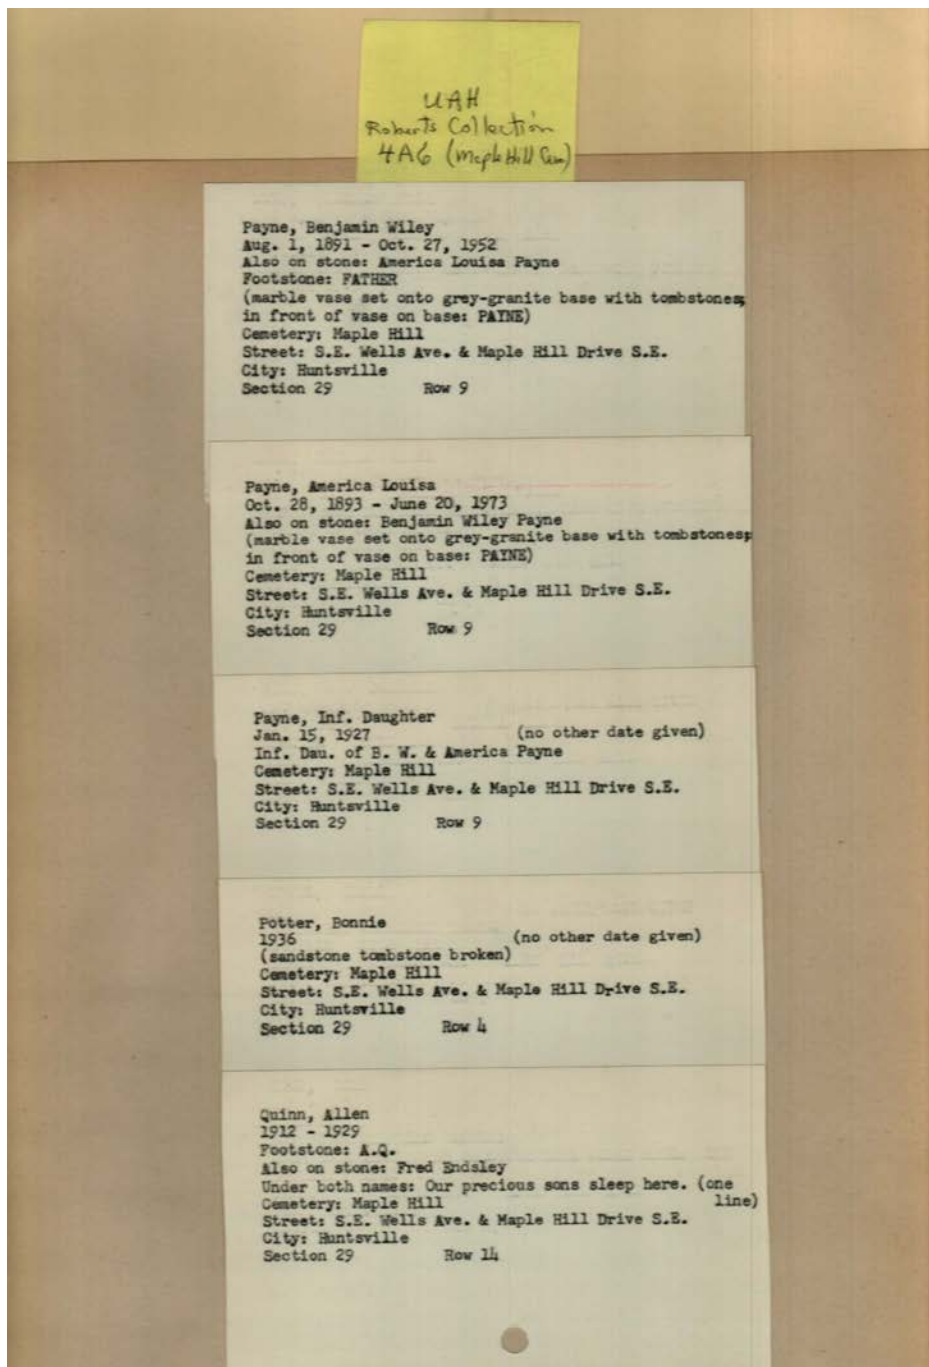 UAH
Roberts Collection
4A6 (Maple Hill Cem)
Payne, Benjamin Wiley
Aug. 1, 1891 - Oct. 27, 1952
Also on stone: America Louisa Payne
Footstone: FATHER
(marble vase set onto grey-granite base with tombstones;
in front of vase on base: PAYNE)
Cemetery: Maple Hill
Street: S.E. Wells Ave. & Maple Hill Drive S.E.
City: Huntsville
Section 29 Row 9
Payne, America Louisa
Oct. 28, 1893 - June 20, 1973
Also on stone: Benjamin Wiley Payne
(marble vase set onto grey-granite base with tombstones;
in front of vase on base: PAYNE)
Cemetery: Maple Hill
Street: S.E. Wells Ave. & Maple Hill Drive S.E.
City: Huntsville
Section 29 Row 9
Payne, Inf. Daughter
Jan. 15, 1927 (no other date given)
Inf. Dau. of B. W. & America Payne
Cemetery: Maple Hill
Street: S.E. Wells Ave. & Maple Hill Drive S.E.
City: Huntsville
Section 29 Row 9
Potter, Bonnie
1936 (no other date given)
(sandstone tombstone broken)
Cemetery: Maple Hill
Street: S.E. Wells Ave. & Maple Hill Drive S.E.
City: Huntsville
Section 29 Row 4
Quinn, Allen
1912 - 1929
Footstone: A.Q.
Also on stone: Fred Endsley
Under both names: Our precious sons sleep here. (one
Cemetery: Maple Hill line)
Street: S.E. Wells Ave. & Maple Hill Drive S.E.
City: Huntsville
Section 29 Row 14